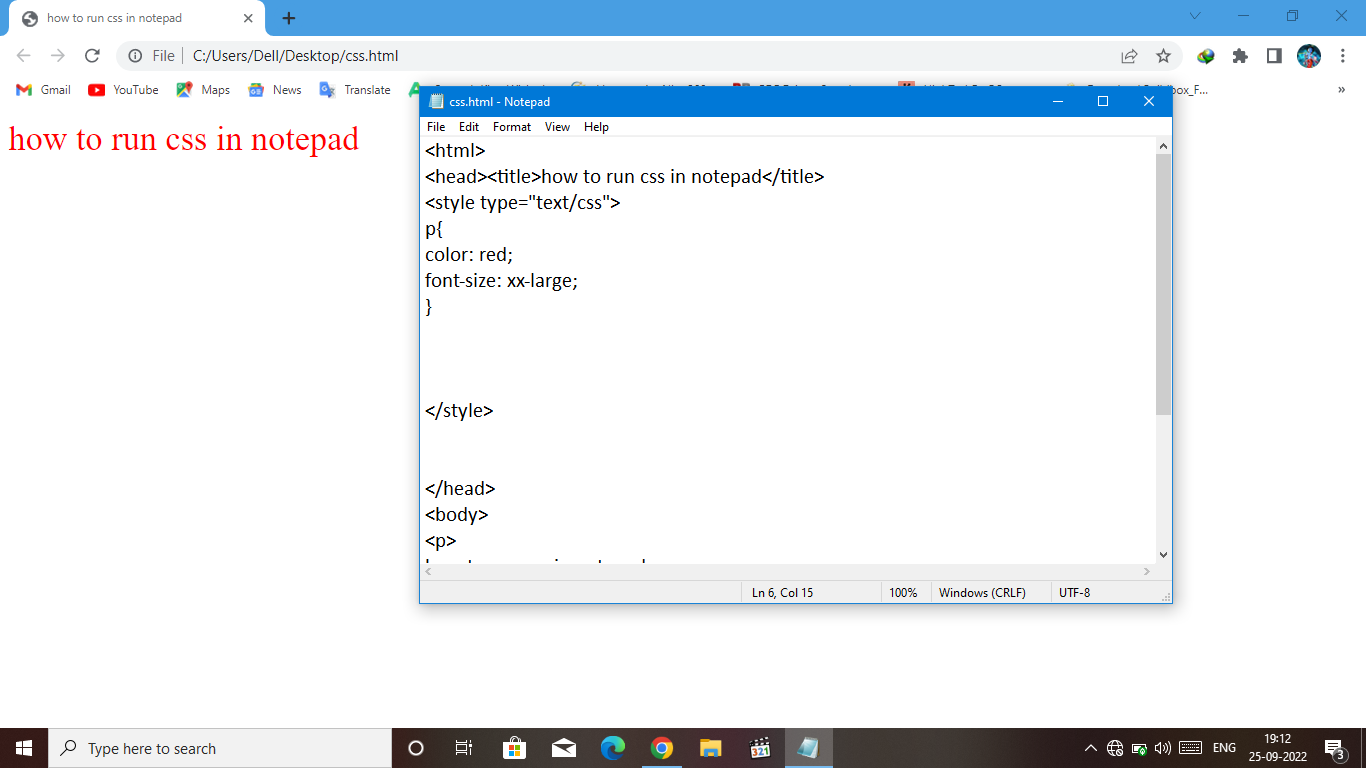 how to run css in notepad
File C:/Users/Dell/Desktop/css.html
Gmail YouTube Maps News Translate
how to run css in notepad
css.html - Notepad
File Edit Format View Help
<html>
<head><title>how to run css in notepad</title>
<style type="text/css">
p{
color: red;
font-size: xx-large;
}
</style>
</head>
<body>
<p>
Ln 6, Col 15 100% Windows (CRLF) UTF-8
Type here to search
321
ENG
19:12
25-09-2022
3